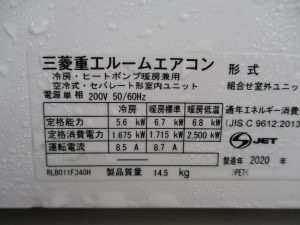 三菱重工ルームエアコン
冷房・ヒートポンプ暖房兼用
空冷式・セパレート形室内ユニット
電源 単相 200V 50/60Hz
形式
組合せ室外ユニット
冷房 暖房標準 暖房低温
定格能力 5.6 kW 6.7 kW 6.8 kW
定格消費電力 1.675 kW 1.715 kW 2.500 kW
運転電流 8.5 A 8.7 A
通年エネルギー消費
(JIS C 9612:2013
JET
製造年 2020 年
RLB011F340H 製品質量 14.5 kg
>PET<